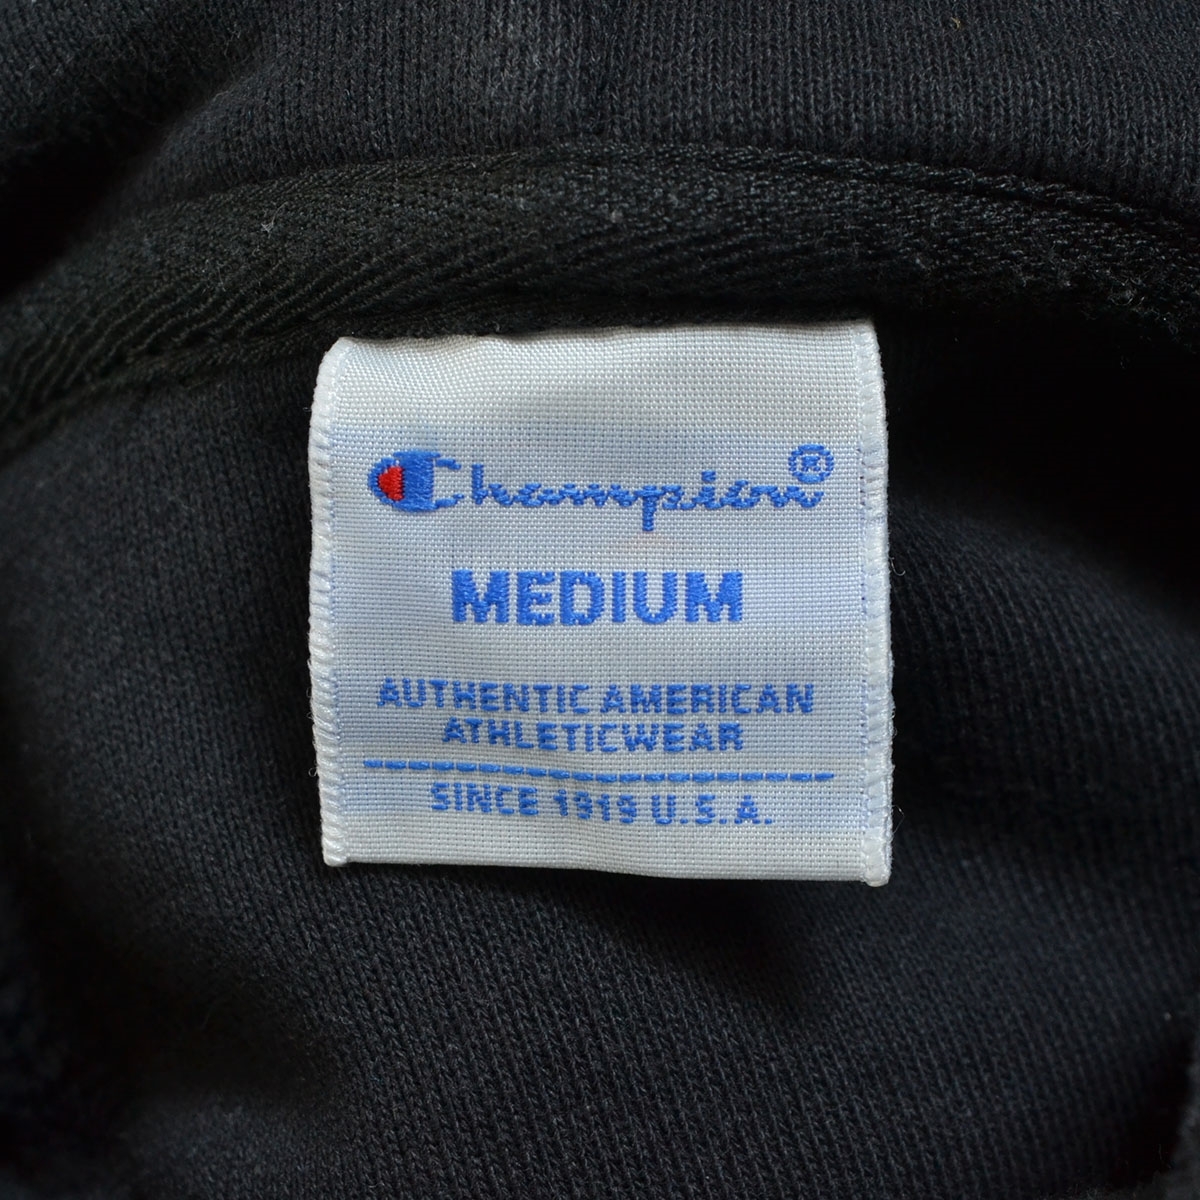 Champion®
MEDIUM
AUTHENTIC AMERICAN
ATHLETICWEAR
SINCE 1919 U.S.A.